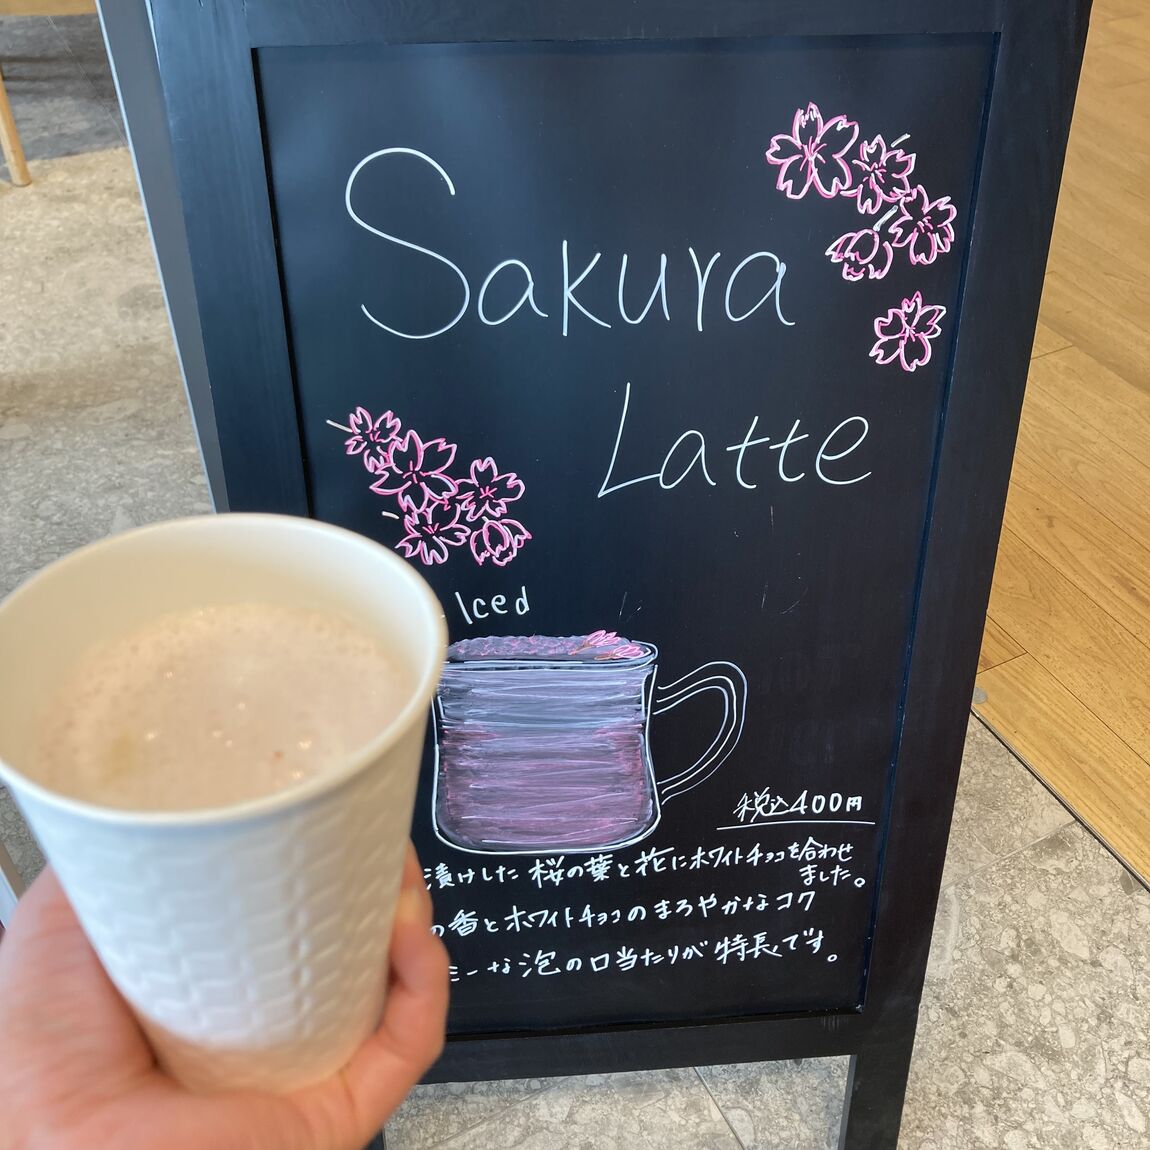 Sakura
Latte
Iced
税込400円
漬けした桜の葉と花にホワイトチョコを合わせ
ました。
の香とホワイトチョコのまろやかなコク
ミーな泡の口当たりが特長です。